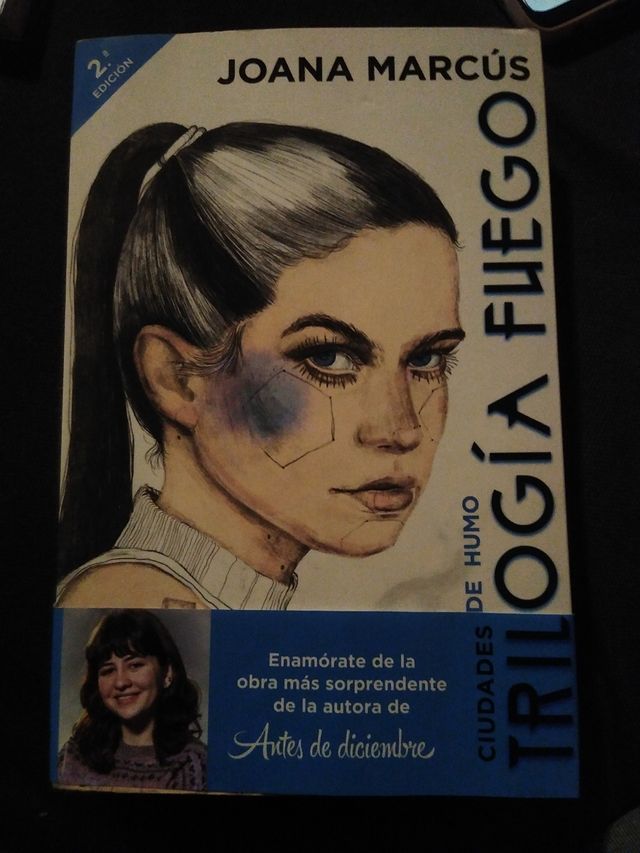 2.ª
EDICIÓN
JOANA MARCÚS
TRILOGÍA FUEGO
CIUDADES DE HUMO
Enamórate de la
obra más sorprendente
de la autora de
Antes de diciembre